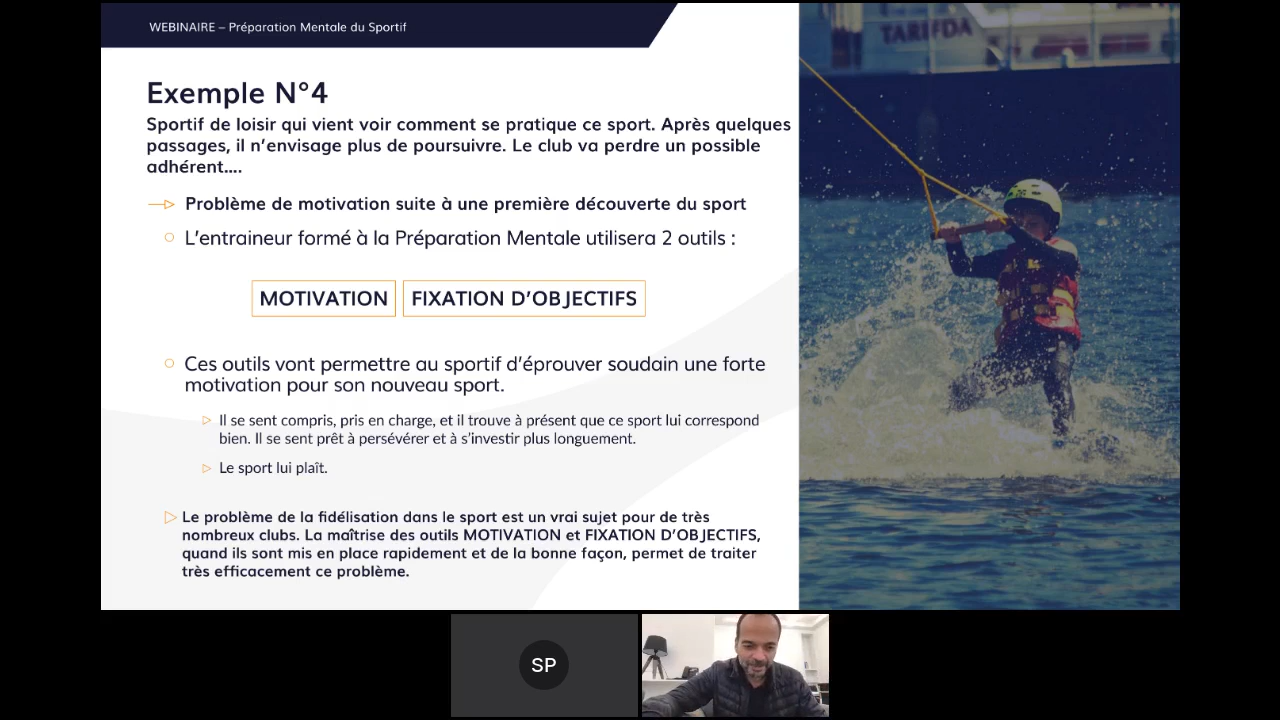 WEBINAIRE – Préparation Mentale du Sportif
TARIFDA
Exemple N°4
Sportif de loisir qui vient voir comment se pratique ce sport. Après quelques
passages, il n’envisage plus de poursuivre. Le club va perdre un possible
adhérent….
Problème de motivation suite à une première découverte du sport
L’entraineur formé à la Préparation Mentale utilisera 2 outils :
MOTIVATION
FIXATION D’OBJECTIFS
Ces outils vont permettre au sportif d’éprouver soudain une forte
motivation pour son nouveau sport.
Il se sent compris, pris en charge, et il trouve à présent que ce sport lui correspond
bien. Il se sent prêt à persévérer et à s’investir plus longuement.
Le sport lui plaît.
Le problème de la fidélisation dans le sport est un vrai sujet pour de très
nombreux clubs. La maîtrise des outils MOTIVATION et FIXATION D’OBJECTIFS,
quand ils sont mis en place rapidement et de la bonne façon, permet de traiter
très efficacement ce problème.
SP